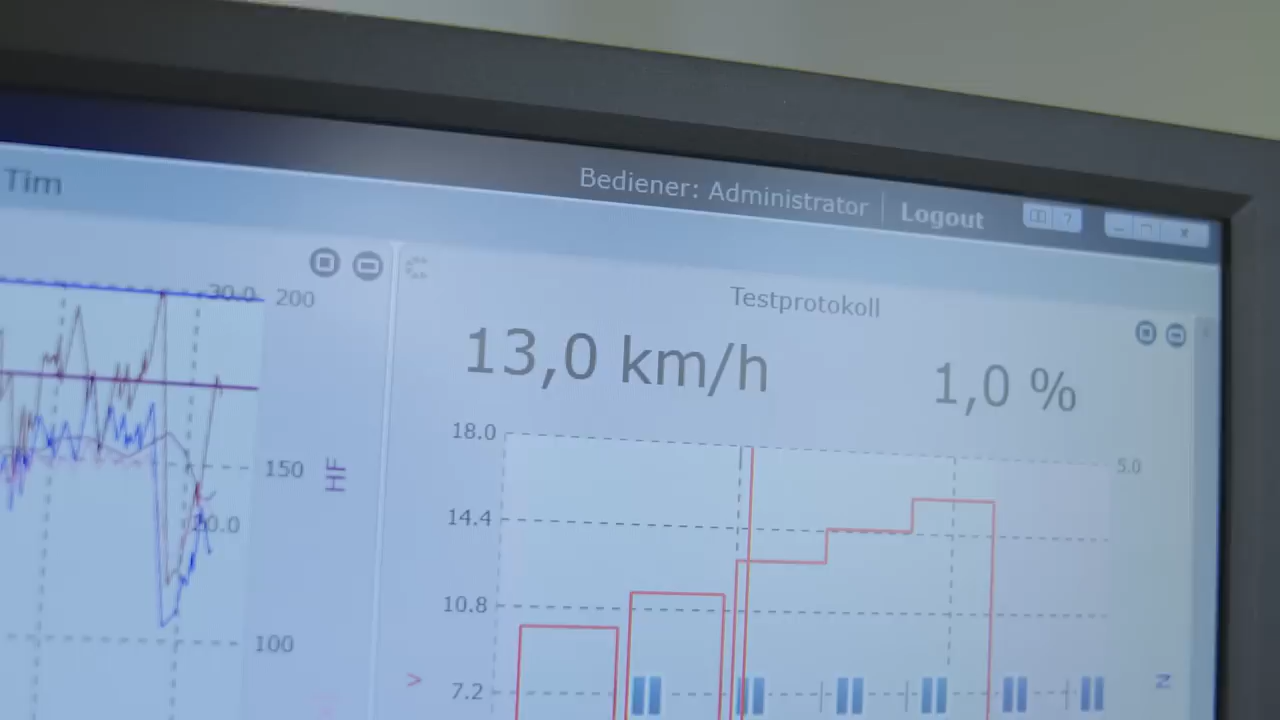 Tim
Bediener: Administrator
Logout
?
30.0
200
150
HF
20.0
100
Testprotokoll
13,0 km/h
1,0 %
18.0
5.0
14.4
10.8
7.2
v
N